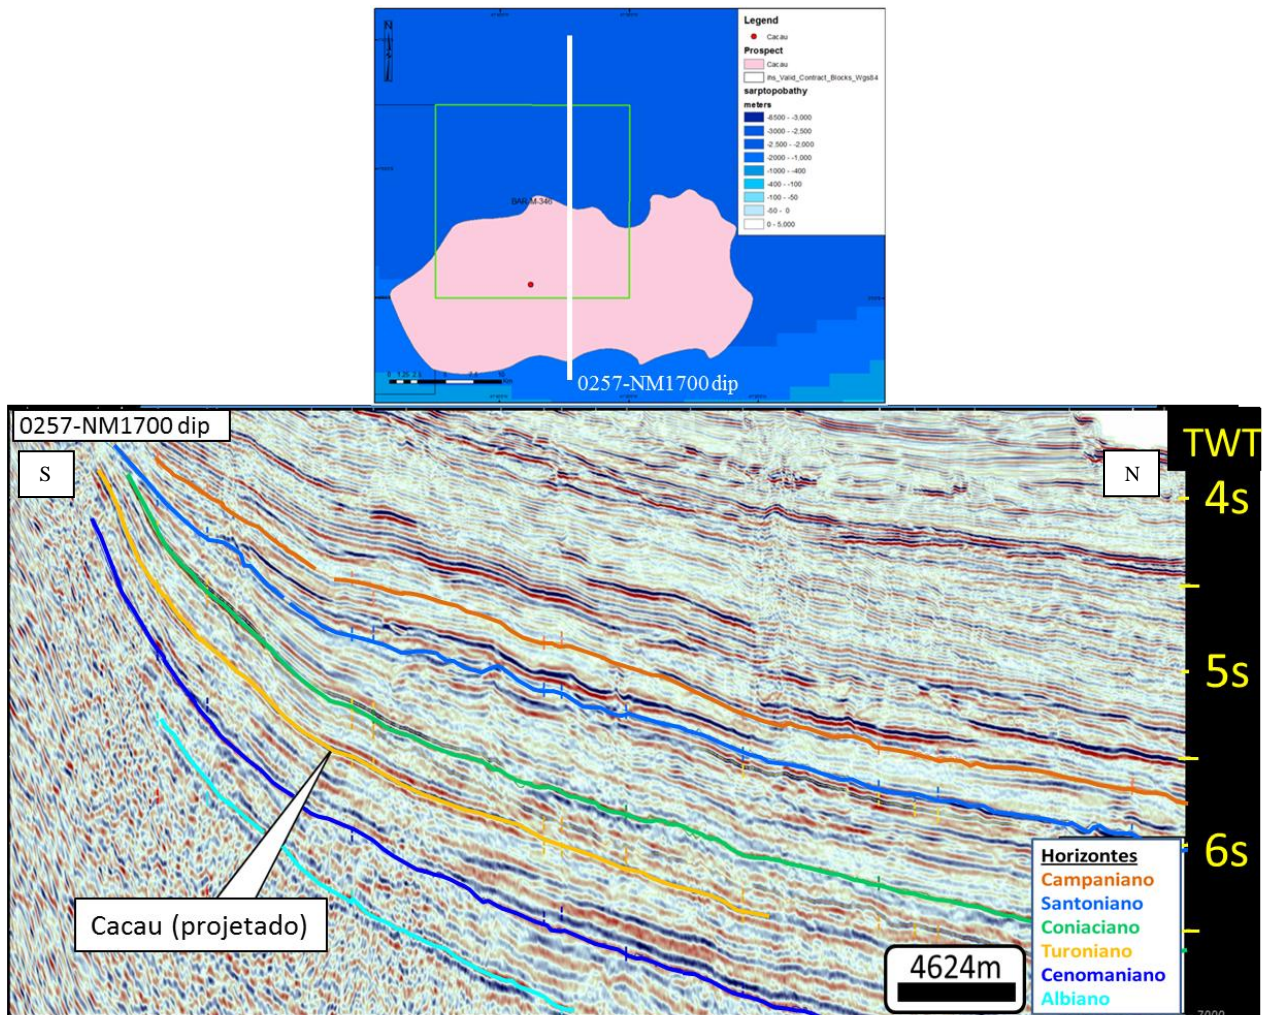 Legend
Cacau
Prospect
Cacau
ihs_Valid_Contract_Blocks_Wgs84
sarptopobathy
meters
-6500 - -3,000
-3000 - -2,500
-2,500 - -2,000
-2000 - -1,000
-1000 - -400
-400 - -100
-100 - -50
-50 - 0
0 - 5,000
N
BAR-M-346
0257-NM1700 dip
0257-NM1700 dip
S
N
TWT
4s
5s
6s
Cacau (projetado)
Horizontes
Campaniano
Santoniano
Coniaciano
Turoniano
Cenomaniano
Albiano
4624m
7000